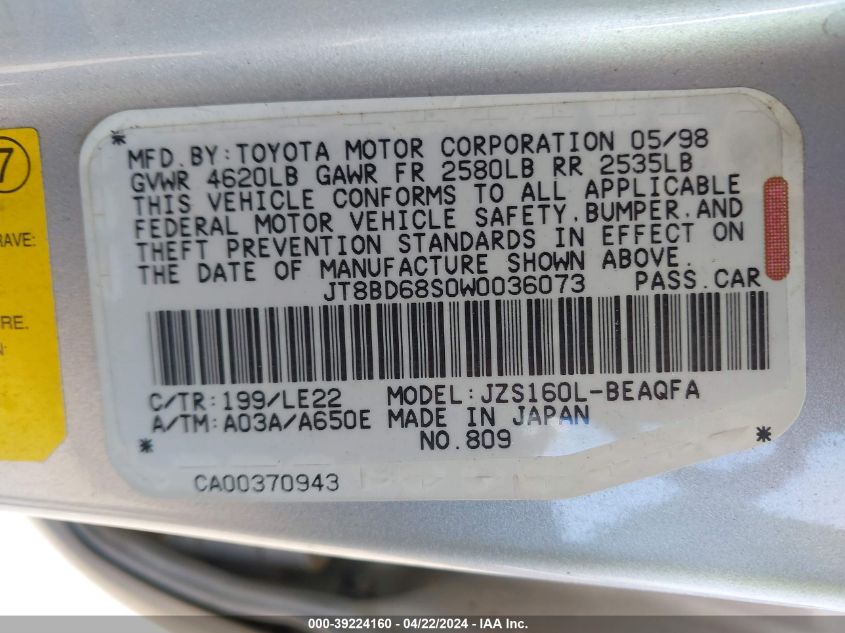 7
RAVE:
RE.
N:
MFD.BY:TOYOTA MOTOR CORPORATION 05/98
GVWR 4620LB GAWR FR 2580LB RR 2535LB
THIS VEHICLE CONFORMS TO ALL APPLICABLE
FEDERAL MOTOR VEHICLE SAFETY,BUMPER,AND
THEFT PREVENTION STANDARDS IN EFFECT ON
THE DATE OF MANUFACTURE SHOWN ABOVE.
JT8BD68S0W0036073 PASS.CAR
C/TR:199/LE22 MODEL:JZS160L-BEAQFA
A/TM:A03A/A650E MADE IN JAPAN
NO.809
CA00370943
000-39224160 - 04/22/2024 - IAA Inc.